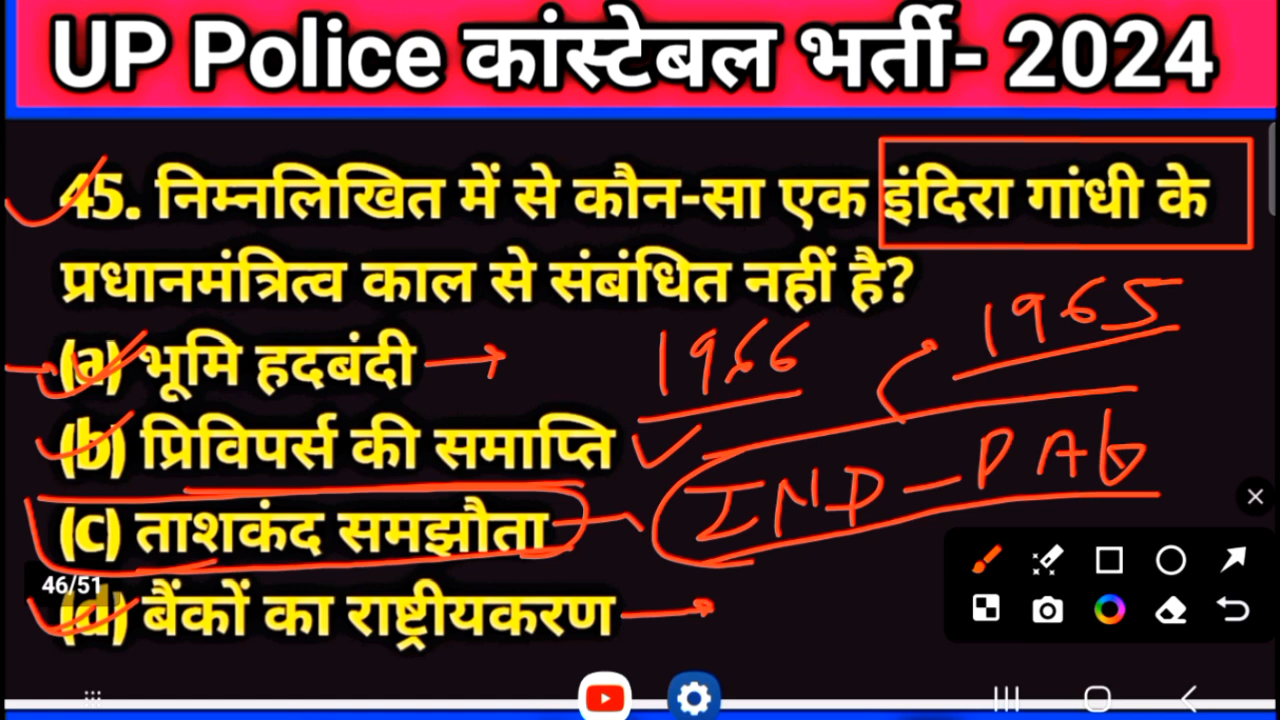 UP Police कांस्टेबल भर्ती- 2024
45. निम्नलिखित में से कौन-सा एक इंदिरा गांधी के
प्रधानमंत्रित्व काल से संबंधित नहीं है?
1965
(a) भूमि हदबंदी
1966
(b) प्रिविपर्स की समाप्ति
IND-PAK
(c) ताशकंद समझौता
46/51
(d) बैंकों का राष्ट्रीयकरण